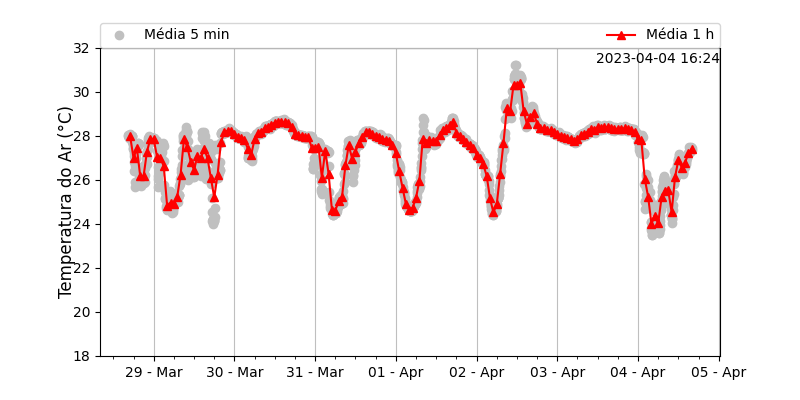 Média 5 min
Média 1 h
2023-04-04 16:24
Temperatura do Ar (°C)
32
30
28
26
24
22
20
18
29 - Mar
30 - Mar
31 - Mar
01 - Apr
02 - Apr
03 - Apr
04 - Apr
05 - Apr